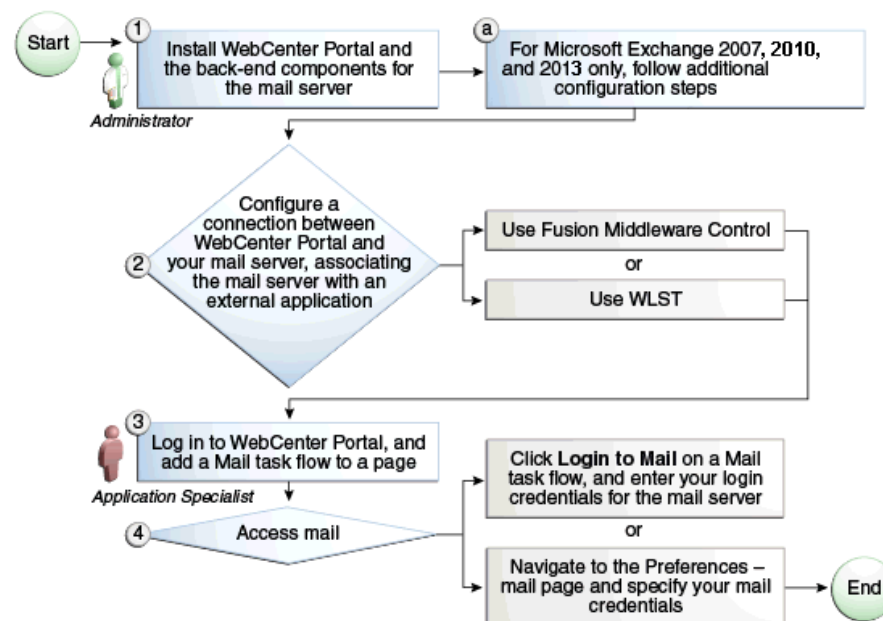 Start
1
Install WebCenter Portal and
the back-end components for
the mail server
a
For Microsoft Exchange 2007, 2010,
and 2013 only, follow additional
configuration steps
Administrator
2
Configure a
connection between
WebCenter Portal and
your mail server, associating
the mail server with an
external application
Use Fusion Middleware Control
or
Use WLST
3
Log in to WebCenter Portal, and
add a Mail task flow to a page
Application Specialist
4
Access mail
Click Login to Mail on a Mail
task flow, and enter your login
credentials for the mail server
or
Navigate to the Preferences –
mail page and specify your mail
credentials
End